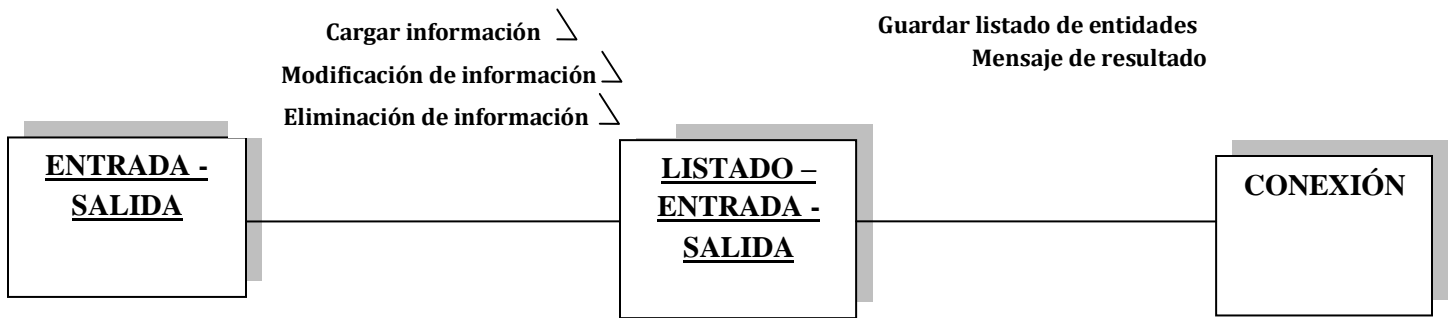 Cargar información
Modificación de información
Eliminación de información
Guardar listado de entidades
Mensaje de resultado
ENTRADA -
SALIDA
LISTADO –
ENTRADA -
SALIDA
CONEXIÓN